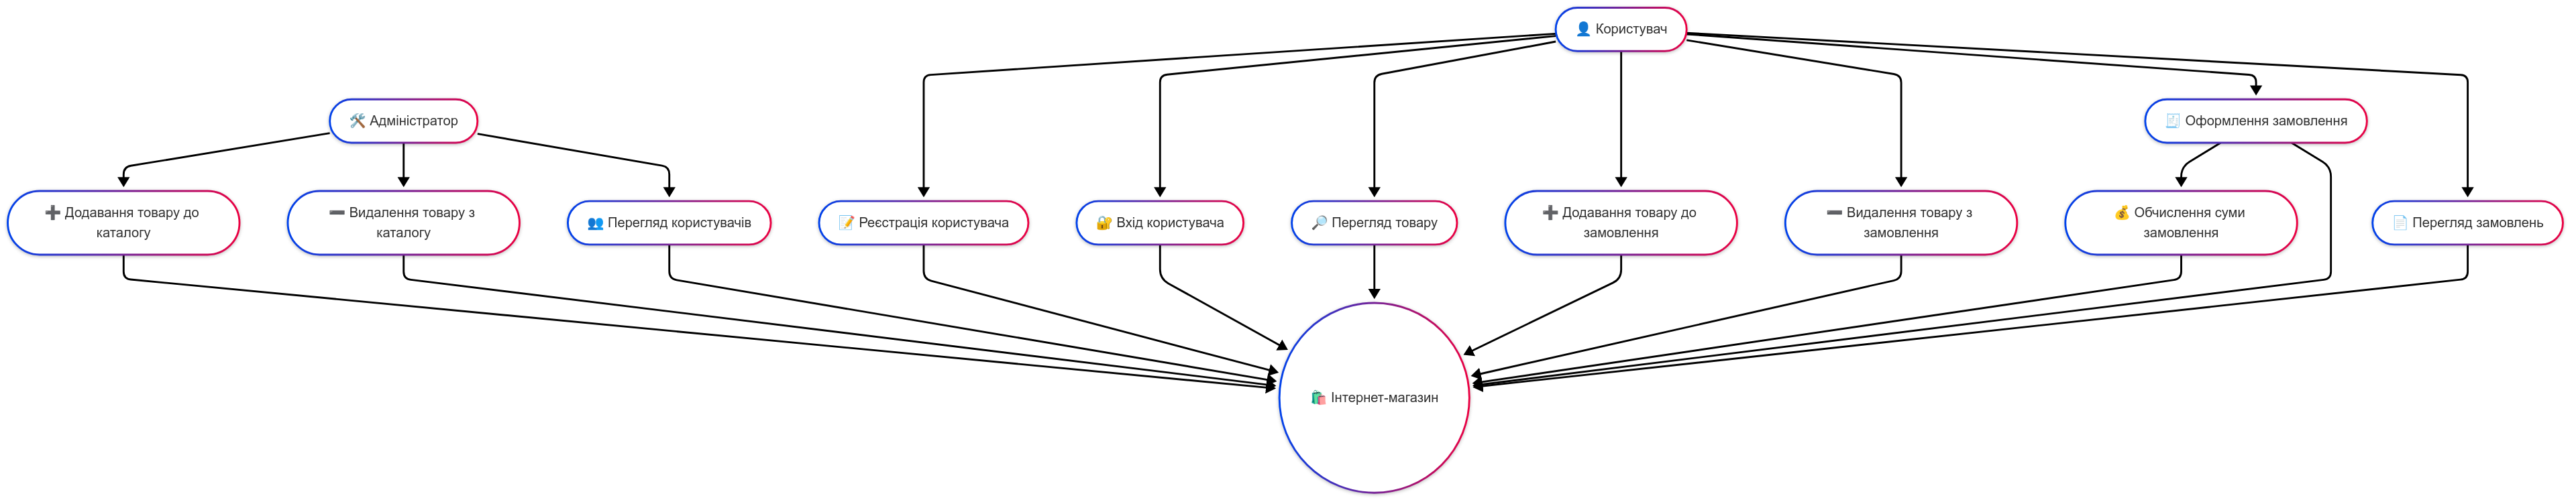 👤 Користувач
🛠️ Адміністратор
🧾 Оформлення замовлення
➕ Додавання товару до
каталогу
➖ Видалення товару з
каталогу
👥 Перегляд користувачів
📝 Реєстрація користувача
🔐 Вхід користувача
🔎 Перегляд товару
➕ Додавання товару до
замовлення
➖ Видалення товару з
замовлення
💰 Обчислення суми
замовлення
📄 Перегляд замовлень
🛍️ Інтернет-магазин